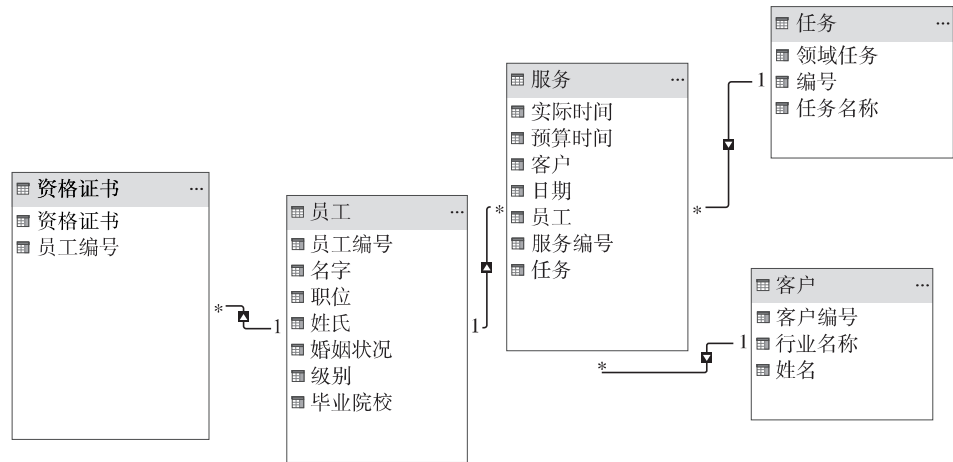 资格证书 ...
资格证书
员工编号
*
1
员工 ...
员工编号
名字
职位
姓氏
婚姻状况
级别
毕业院校
1
*
服务 ...
实际时间
预算时间
客户
日期
员工
服务编号
任务
*
1
任务 ...
领域任务
编号
任务名称
*
1
客户 ...
客户编号
行业名称
姓名